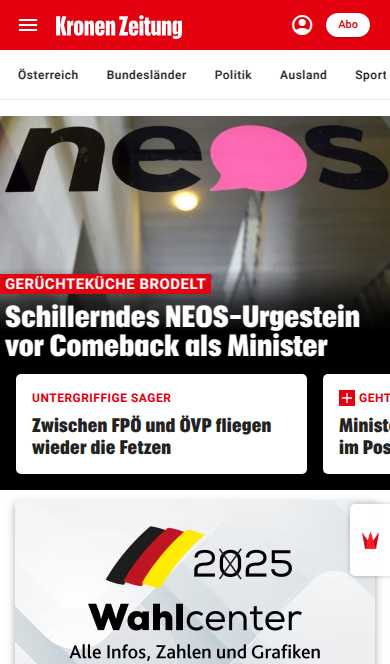 Kronen Zeitung
Abo
Österreich Bundesländer Politik Ausland Sport
neos
GERÜCHTEKÜCHE BRODELT
Schillerndes NEOS-Urgestein
vor Comeback als Minister
UNTERGRIFFIGE SAGER
Zwischen FPÖ und ÖVP fliegen
wieder die Fetzen
GEHT
Minist
im Pos
2025
Wahlcenter
Alle Infos, Zahlen und Grafiken